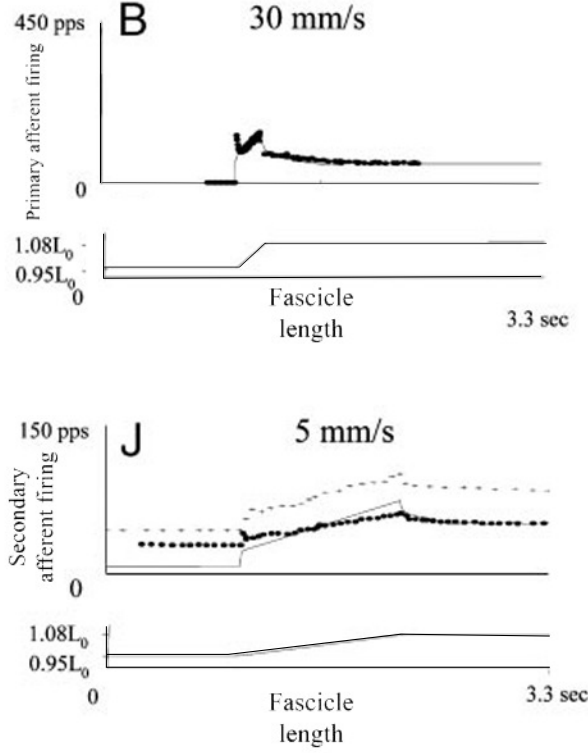 450 pps
B
30 mm/s
Primary afferent firing
0
1.08L₀
0.95L₀
0
Fascicle
length
3.3 sec
150 pps
J
5 mm/s
Secondary
afferent firing
0
1.08L₀
0.95L₀
0
Fascicle
length
3.3 sec